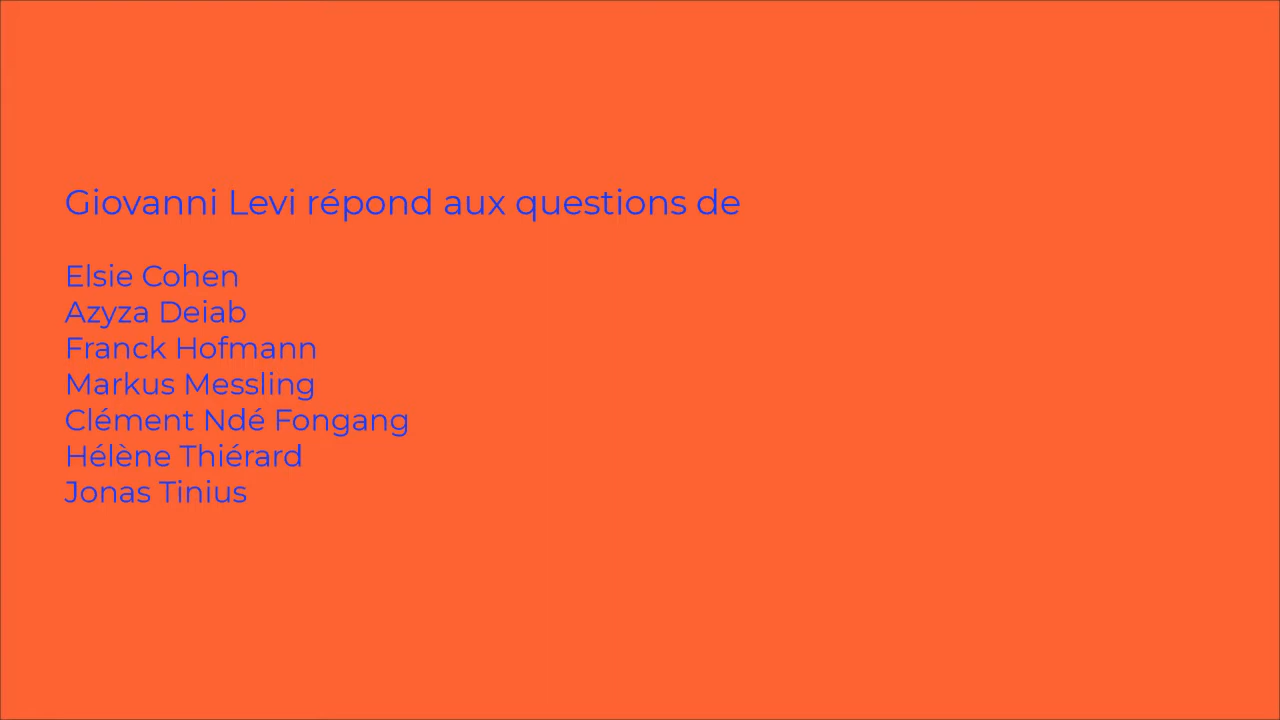 Giovanni Levi répond aux questions de
Elsie Cohen
Azyza Deiab
Franck Hofmann
Markus Messling
Clément Ndé Fongang
Hélène Thiérard
Jonas Tinius